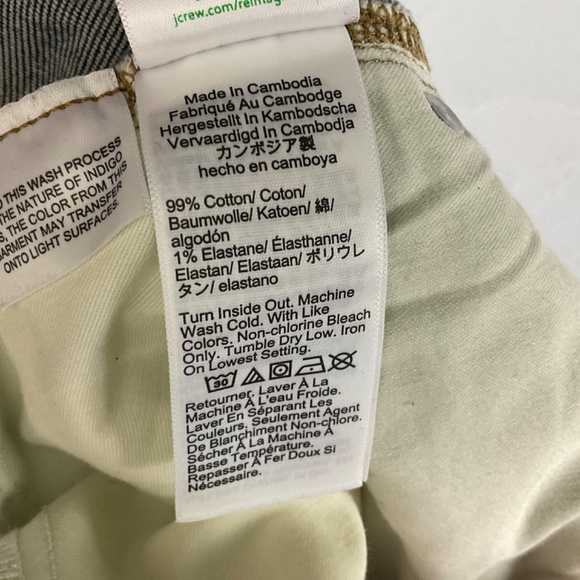 jcrew.com/reimag
Made In Cambodia
Fabriqué Au Cambodge
Hergestellt In Kambodscha
Vervaardigd In Cambodja
カンボジア製
hecho en camboya
99% Cotton/ Coton/
Baumwolle/ Katoen/ 綿/
algodón
1% Elastane/ Élasthanne/
Elastan/ Elastaan/ ポリウレ
タン/ elastano
Turn Inside Out. Machine
Wash Cold. With Like
Colors. Non-chlorine Bleach
Only. Tumble Dry Low. Iron
On Lowest Setting.
30
Retourner. Laver À La
Machine À L'eau Froide.
Laver En Séparant Les
Couleurs. Seulement Agent
De Blanchiment Non-chloré.
Sécher À La Machine À
Basse Température.
Repasser À Fer Doux Si
Nécessaire.
THIS WASH PROCESS
THE NATURE OF INDIGO
THE COLOR FROM THIS
GARMENT MAY TRANSFER
ONTO LIGHT SURFACES.